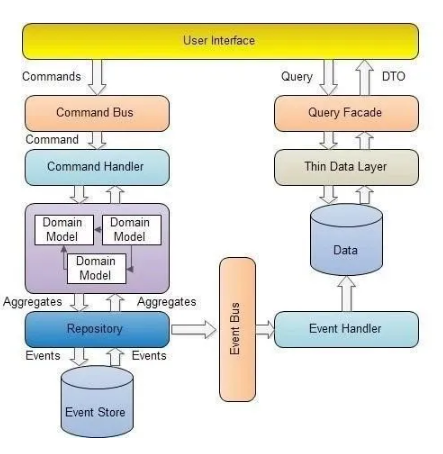 User Interface
Commands
Query
DTO
Command Bus
Query Facade
Command
Command Handler
Thin Data Layer
Domain
Model
Domain
Model
Domain
Model
Data
Aggregates
Aggregates
Repository
Event Bus
Event Handler
Events
Events
Event Store